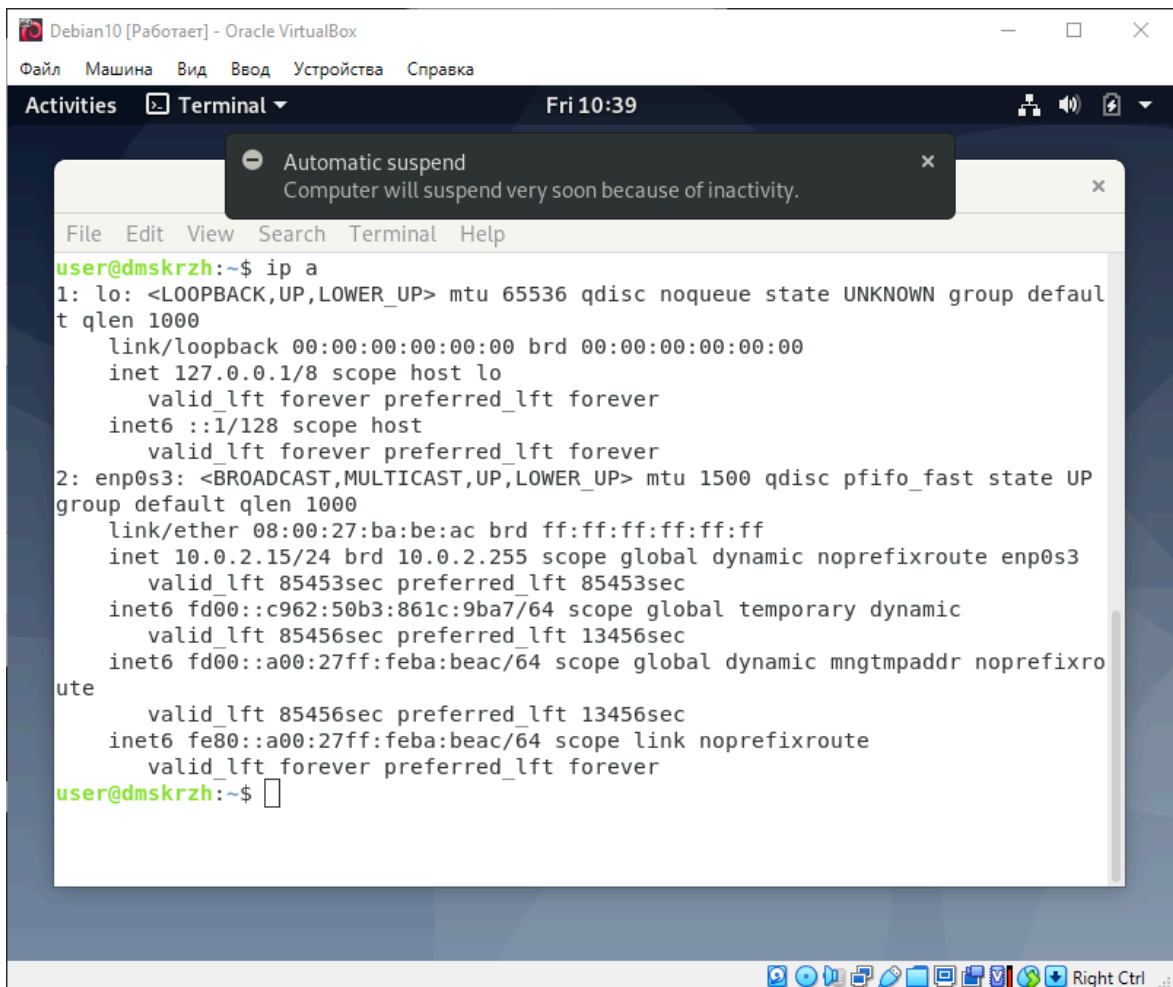 Debian10 [Работает] - Oracle VirtualBox
Файл Машина Вид Ввод Устройства Справка
Activities Terminal Fri 10:39
Automatic suspend
Computer will suspend very soon because of inactivity.
File Edit View Search Terminal Help
user@dmskrzh:~$ ip a
1: lo: <LOOPBACK,UP,LOWER_UP> mtu 65536 qdisc noqueue state UNKNOWN group defaul
t qlen 1000
    link/loopback 00:00:00:00:00:00 brd 00:00:00:00:00:00
    inet 127.0.0.1/8 scope host lo
       valid_lft forever preferred_lft forever
    inet6 ::1/128 scope host
       valid_lft forever preferred_lft forever
2: enp0s3: <BROADCAST,MULTICAST,UP,LOWER_UP> mtu 1500 qdisc pfifo_fast state UP
group default qlen 1000
    link/ether 08:00:27:ba:be:ac brd ff:ff:ff:ff:ff:ff
    inet 10.0.2.15/24 brd 10.0.2.255 scope global dynamic noprefixroute enp0s3
       valid_lft 85453sec preferred_lft 85453sec
    inet6 fd00::c962:50b3:861c:9ba7/64 scope global temporary dynamic
       valid_lft 85456sec preferred_lft 13456sec
    inet6 fd00::a00:27ff:feba:beac/64 scope global dynamic mngtmpaddr noprefixro
ute
       valid_lft 85456sec preferred_lft 13456sec
    inet6 fe80::a00:27ff:feba:beac/64 scope link noprefixroute
       valid_lft forever preferred_lft forever
user@dmskrzh:~$
Right Ctrl